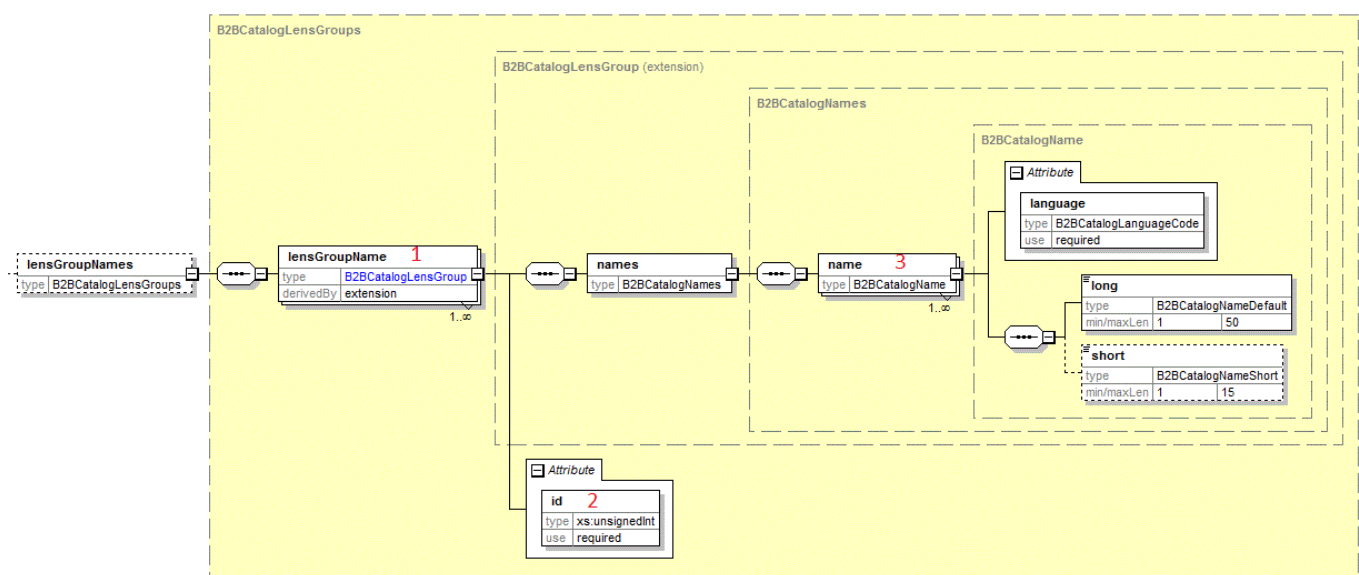 B2BCatalogLensGroups
B2BCatalogLensGroup (extension)
B2BCatalogNames
B2BCatalogName
Attribute
language
type B2BCatalogLanguageCode
use required
lensGroupNames
type B2BCatalogLensGroups
lensGroupName 1
type B2BCatalogLensGroup
derivedBy extension
1..∞
names
type B2BCatalogNames
name 3
type B2BCatalogName
1..∞
long
type B2BCatalogNameDefault
min/maxLen 1 50
short
type B2BCatalogNameShort
min/maxLen 1 15
Attribute
id 2
type xs:unsignedInt
use required